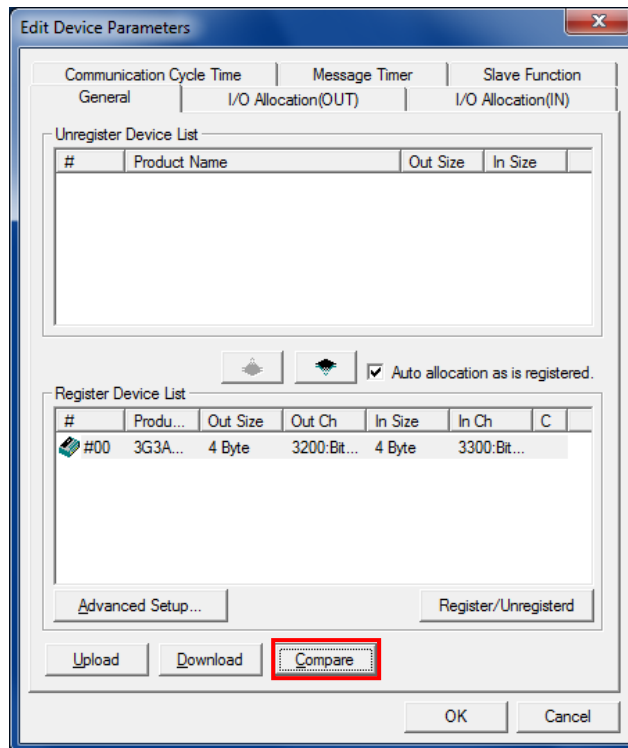 Edit Device Parameters
Communication Cycle Time Message Timer Slave Function
General I/O Allocation(OUT) I/O Allocation(IN)
Unregister Device List
# Product Name Out Size In Size
Auto allocation as is registered.
Register Device List
# Produ... Out Size Out Ch In Size In Ch C
#00 3G3A... 4 Byte 3200:Bit... 4 Byte 3300:Bit...
Advanced Setup... Register/Unregisterd
Upload Download Compare
OK Cancel